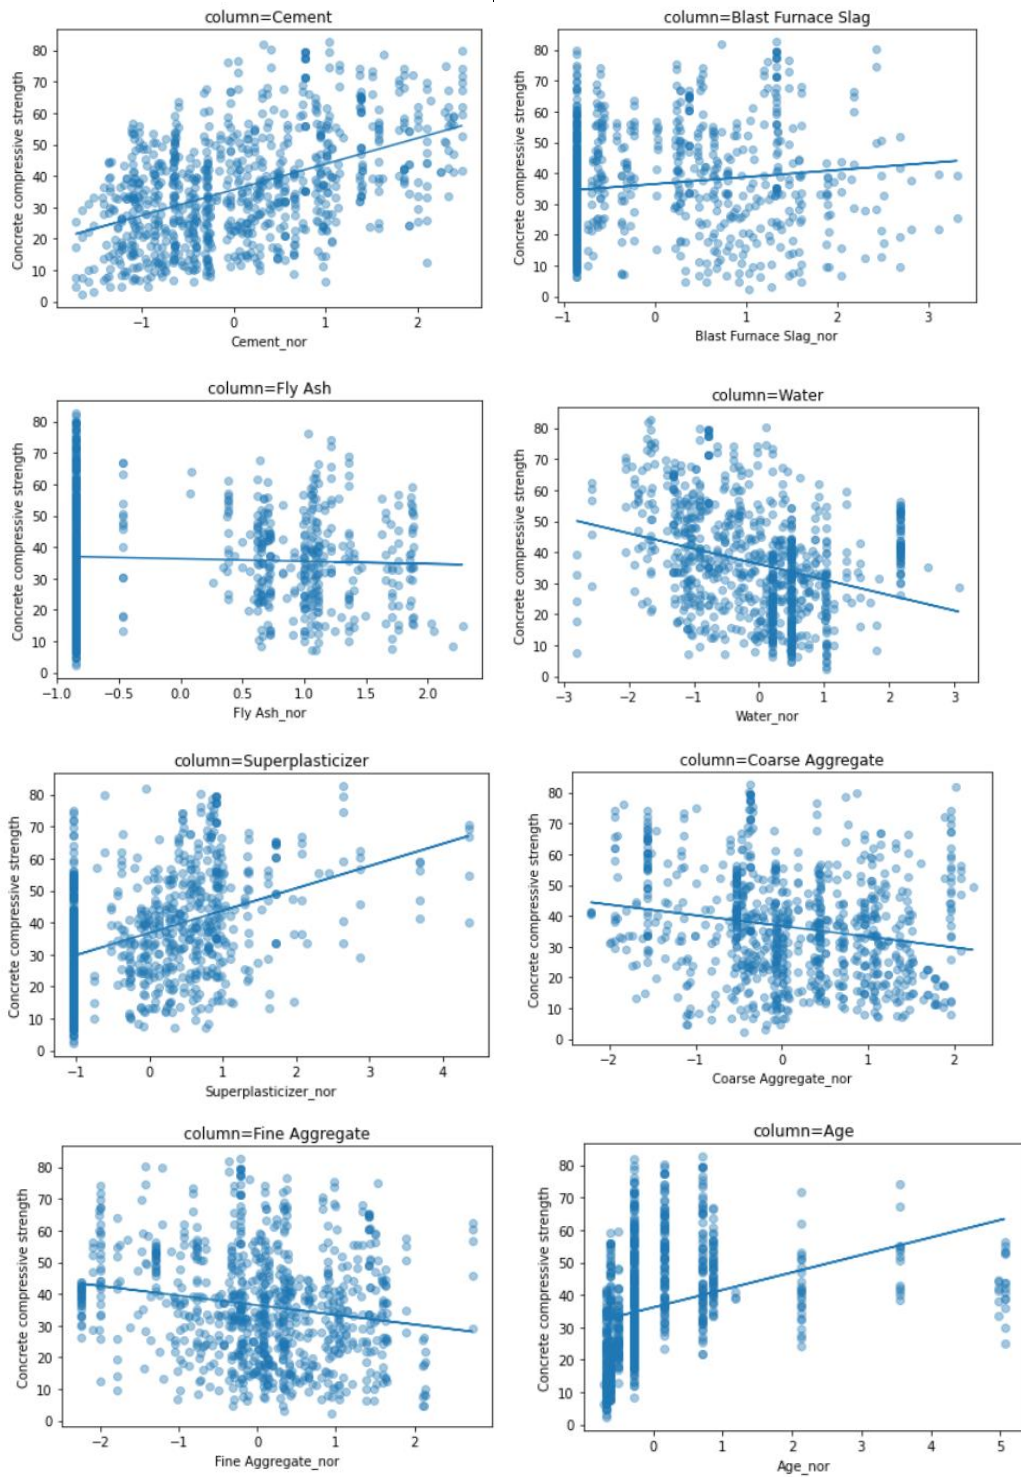 column=Cement
Concrete compressive strength
80
70
60
50
40
30
20
10
0
−1 0 1 2
Cement_nor
column=Blast Furnace Slag
Concrete compressive strength
80
70
60
50
40
30
20
10
0
−1 0 1 2 3
Blast Furnace Slag_nor
column=Fly Ash
Concrete compressive strength
80
70
60
50
40
30
20
10
0
−1.0 −0.5 0.0 0.5 1.0 1.5 2.0
Fly Ash_nor
column=Water
Concrete compressive strength
80
70
60
50
40
30
20
10
0
−3 −2 −1 0 1 2 3
Water_nor
column=Superplasticizer
Concrete compressive strength
80
70
60
50
40
30
20
10
0
−1 0 1 2 3 4
Superplasticizer_nor
column=Coarse Aggregate
Concrete compressive strength
80
70
60
50
40
30
20
10
0
−2 −1 0 1 2
Coarse Aggregate_nor
column=Fine Aggregate
Concrete compressive strength
80
70
60
50
40
30
20
10
0
−2 −1 0 1 2
Fine Aggregate_nor
column=Age
Concrete compressive strength
80
70
60
50
40
30
20
10
0
0 1 2 3 4 5
Age_nor